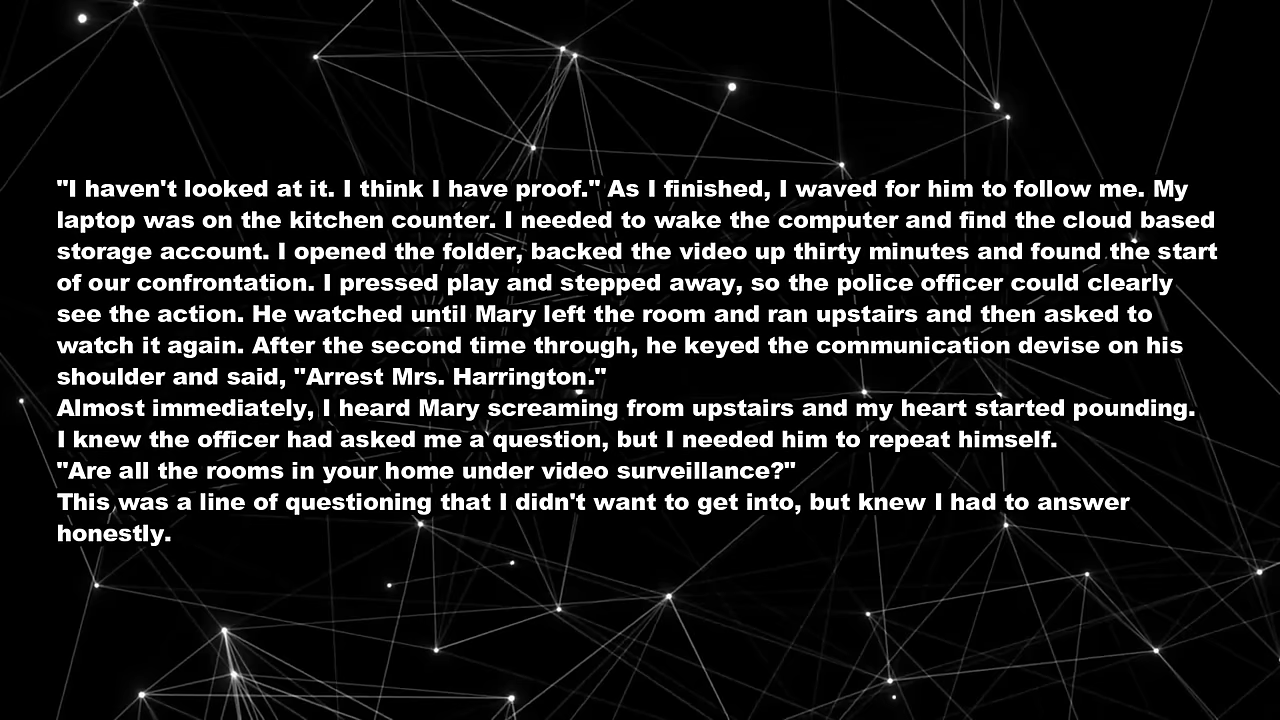 "I haven't looked at it. I think I have proof." As I finished, I waved for him to follow me. My
laptop was on the kitchen counter. I needed to wake the computer and find the cloud based
storage account. I opened the folder, backed the video up thirty minutes and found the start
of our confrontation. I pressed play and stepped away, so the police officer could clearly
see the action. He watched until Mary left the room and ran upstairs and then asked to
watch it again. After the second time through, he keyed the communication devise on his
shoulder and said, "Arrest Mrs. Harrington."
Almost immediately, I heard Mary screaming from upstairs and my heart started pounding.
I knew the officer had asked me a question, but I needed him to repeat himself.
"Are all the rooms in your home under video surveillance?"
This was a line of questioning that I didn't want to get into, but knew I had to answer
honestly.